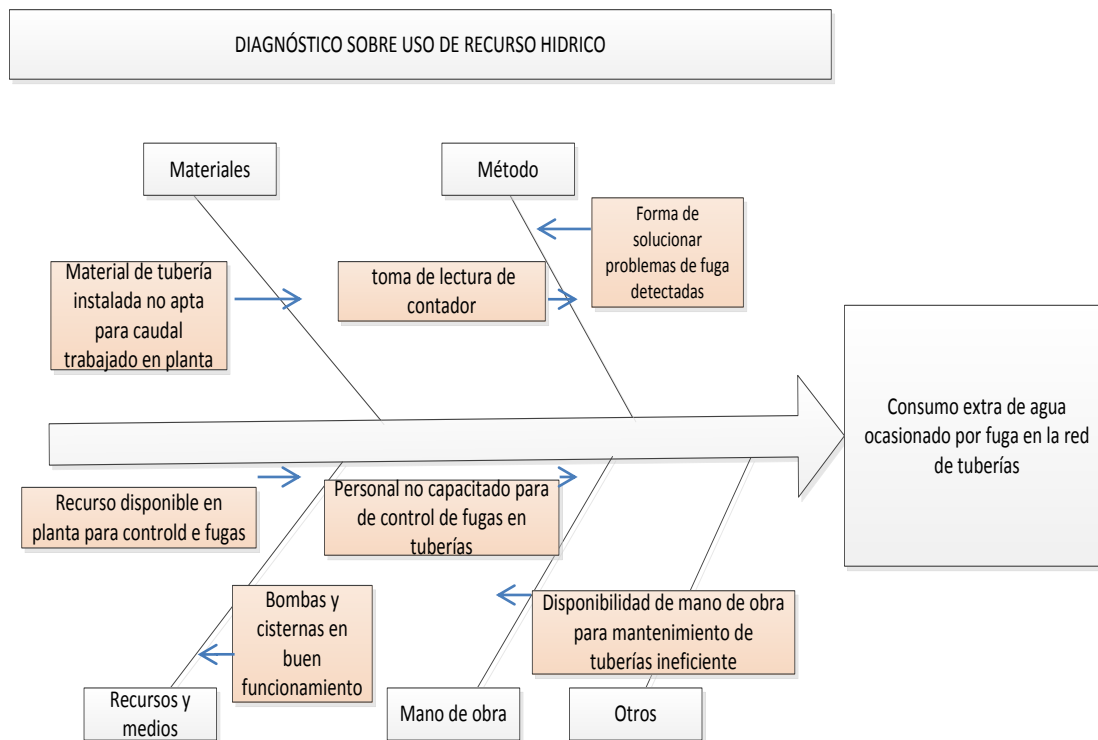 DIAGNÓSTICO SOBRE USO DE RECURSO HIDRICO
Materiales
Método
Forma de
solucionar
problemas de fuga
detectadas
Material de tubería
instalada no apta
para caudal
trabajado en planta
toma de lectura de
contador
Consumo extra de agua
ocasionado por fuga en la red
de tuberías
Recurso disponible en
planta para controld e fugas
Personal no capacitado para
de control de fugas en
tuberías
Bombas y
cisternas en
buen
funcionamiento
Disponibilidad de mano de obra
para mantenimiento de
tuberías ineficiente
Recursos y
medios
Mano de obra
Otros